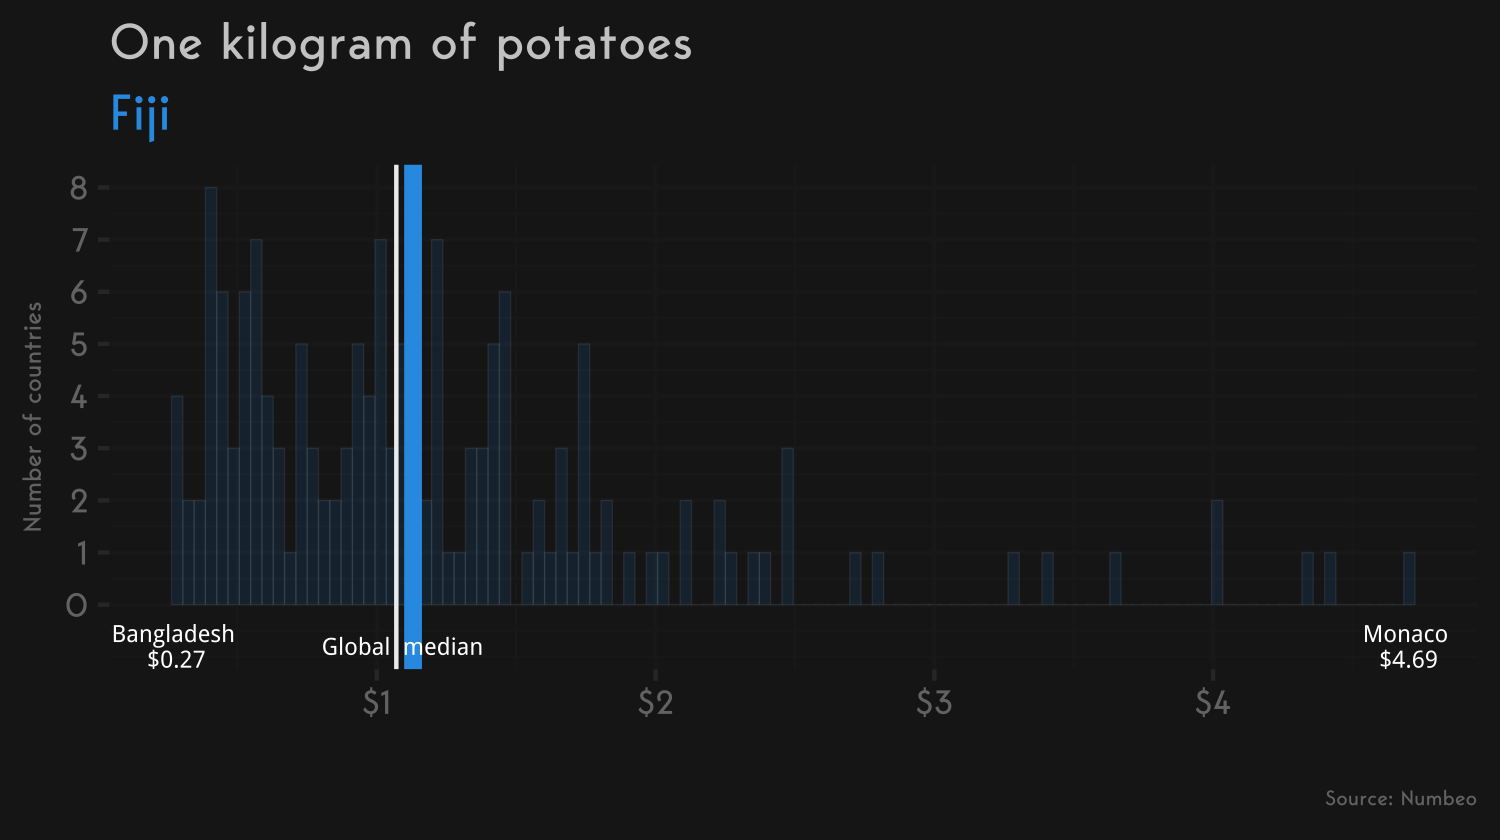 One kilogram of potatoes
Fiji
Number of countries
8
7
6
5
4
3
2
1
0
Bangladesh
$0.27
Global median
Monaco
$4.69
$1
$2
$3
$4
Source: Numbeo